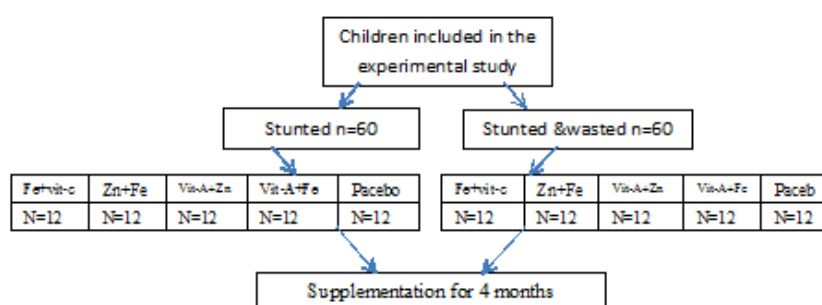 Children included in the
experimental study
Stunted n=60
Stunted &wasted n=60
Fe+vit-c Zn+Fe Vit-A+Zn Vit-A+Fe Pacebo
N=12 N=12 N=12 N=12 N=12
Fe+vit-c Zn+Fe Vit-A+Zn Vit-A+Fe Paceb
N=12 N=12 N=12 N=12 N=12
Supplementation for 4 months